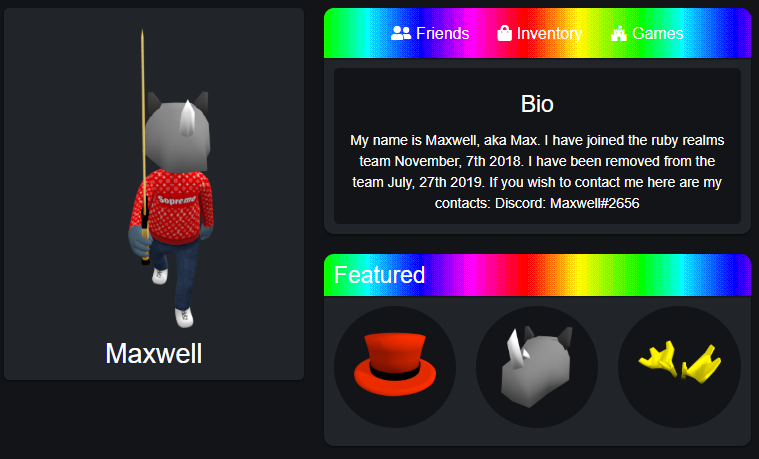 Friends Inventory Games
Bio
My name is Maxwell, aka Max. I have joined the ruby realms
team November, 7th 2018. I have been removed from the
team July, 27th 2019. If you wish to contact me here are my
contacts: Discord: Maxwell#2656
Supreme
Maxwell
Featured